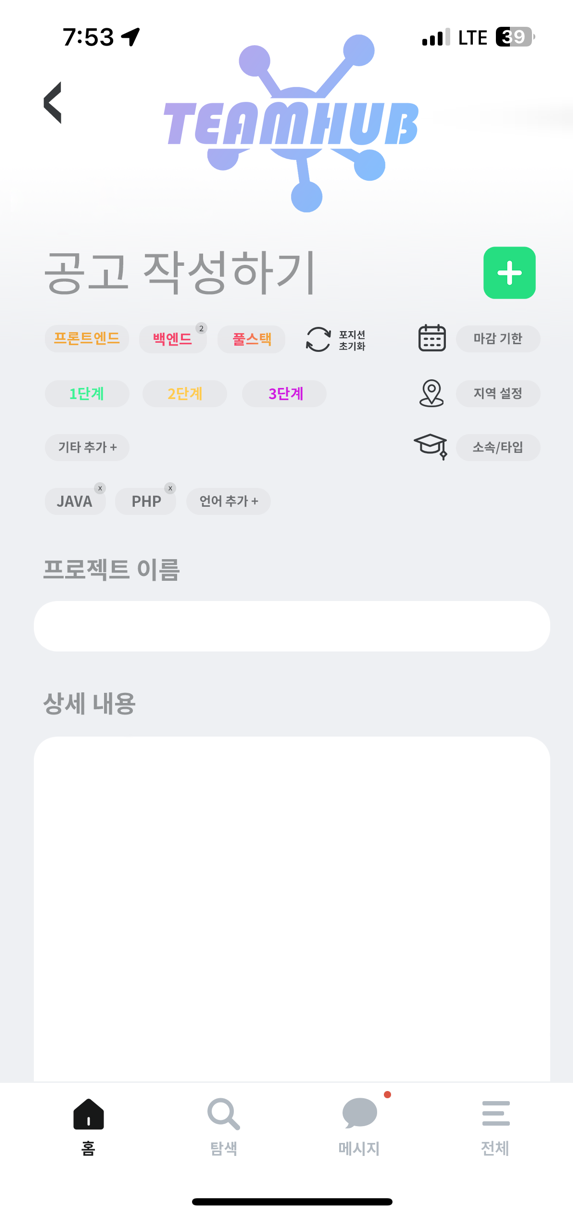 7:53
LTE
39
TEAMHUB
공고 작성하기
프론트엔드
백엔드
2
풀스택
포지션
초기화
마감 기한
1단계
2단계
3단계
지역 설정
기타 추가 +
소속/타입
JAVA
x
PHP
x
언어 추가 +
프로젝트 이름
상세 내용
홈
탐색
메시지
전체